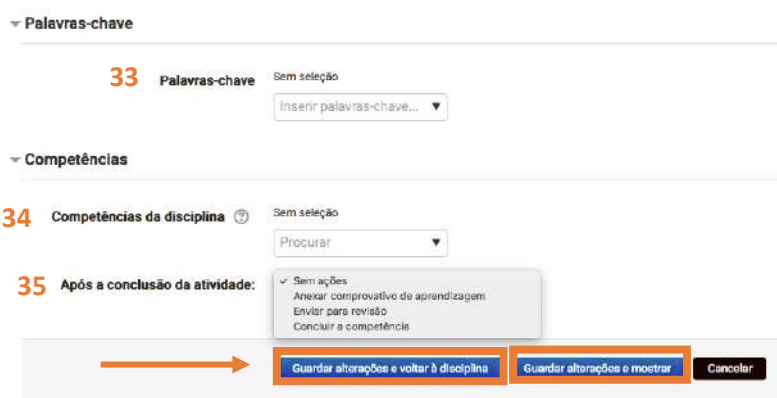 Palavras-chave
33 Palavras-chave Sem seleção
Inserir palavras-chave... ▼
Competências
34 Competências da disciplina ? Sem seleção
Procurar ▼
35 Após a conclusão da atividade: ✓ Sem ações
Anexar comprovativo de aprendizagem
Enviar para revisão
Concluir a competência
Guardar alterações e voltar à disciplina Guardar alterações e mostrar Cancelar